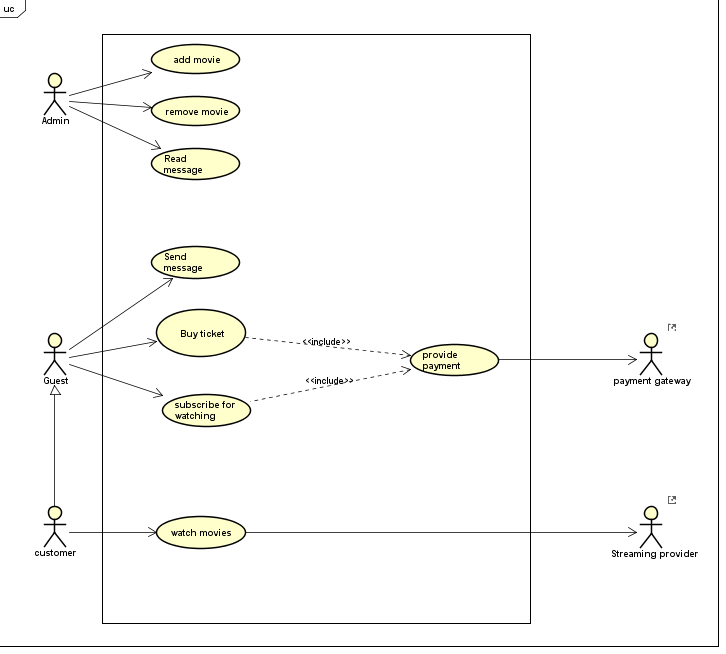 uc
add movie
remove movie
Admin
Read
message
Send
message
Buy ticket
<<include>>
provide
payment
Guest
payment gateway
<<include>>
subscribe for
watching
watch movies
customer
Streaming provider